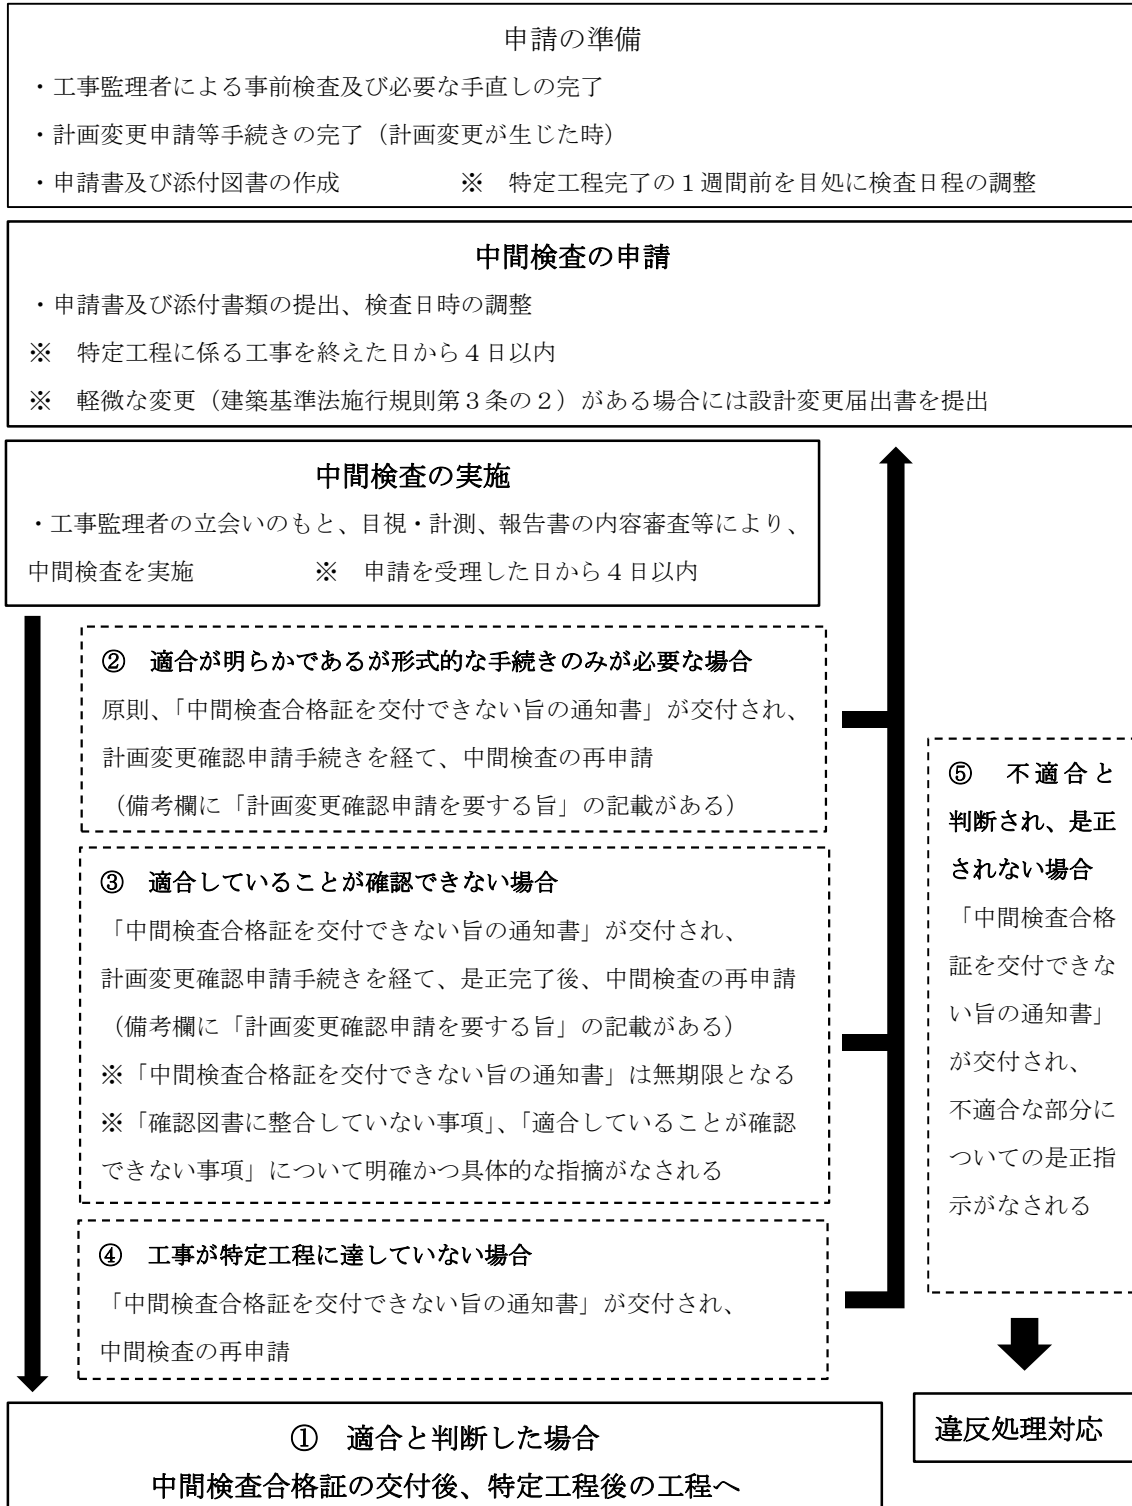 申請の準備
・工事監理者による事前検査及び必要な手直しの完了
・計画変更申請等手続きの完了（計画変更が生じた時）
・申請書及び添付図書の作成　　　　※　特定工程完了の１週間前を目処に検査日程の調整
中間検査の申請
・申請書及び添付書類の提出、検査日時の調整
※　特定工程に係る工事を終えた日から４日以内
※　軽微な変更（建築基準法施行規則第３条の２）がある場合には設計変更届出書を提出
中間検査の実施
・工事監理者の立会いのもと、目視・計測、報告書の内容審査等により、
中間検査を実施　　　　※　申請を受理した日から４日以内
②　適合が明らかであるが形式的な手続きのみが必要な場合
原則、「中間検査合格証を交付できない旨の通知書」が交付され、
計画変更確認申請手続きを経て、中間検査の再申請
（備考欄に「計画変更確認申請を要する旨」の記載がある）
③　適合していることが確認できない場合
「中間検査合格証を交付できない旨の通知書」が交付され、
計画変更確認申請手続きを経て、是正完了後、中間検査の再申請
（備考欄に「計画変更確認申請を要する旨」の記載がある）
※「中間検査合格証を交付できない旨の通知書」は無期限となる
※「確認図書に整合していない事項」、「適合していることが確認
できない事項」について明確かつ具体的な指摘がなされる
④　工事が特定工程に達していない場合
「中間検査合格証を交付できない旨の通知書」が交付され、
中間検査の再申請
⑤　不適合と
判断され、是正
されない場合
「中間検査合格
証を交付できな
い旨の通知書」
が交付され、
不適合な部分に
ついての是正指
示がなされる
違反処理対応
①　適合と判断した場合
中間検査合格証の交付後、特定工程後の工程へ